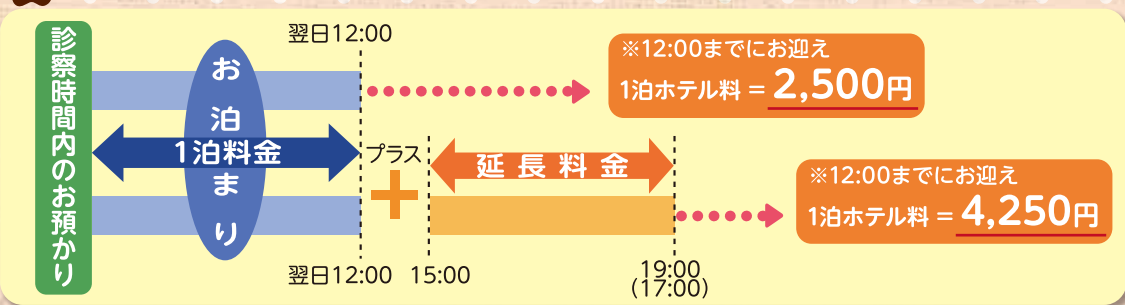 診察時間内のお預かり
翌日12:00
お泊まり
1泊料金
翌日12:00
※12:00までにお迎え
1泊ホテル料 = 2,500円
プラス
延長料金
15:00
19:00
(17:00)
※12:00までにお迎え
1泊ホテル料 = 4,250円